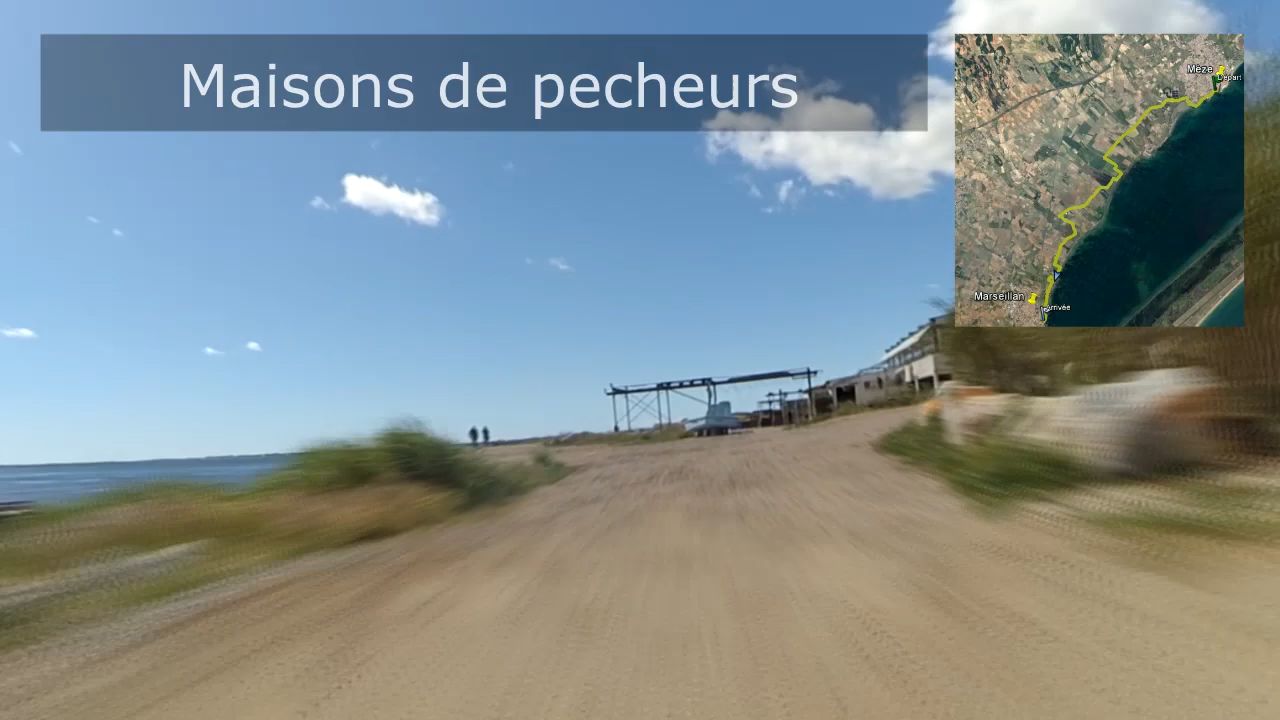 Maisons de pecheurs
Mèze
Départ
Marseillan
Arrivée